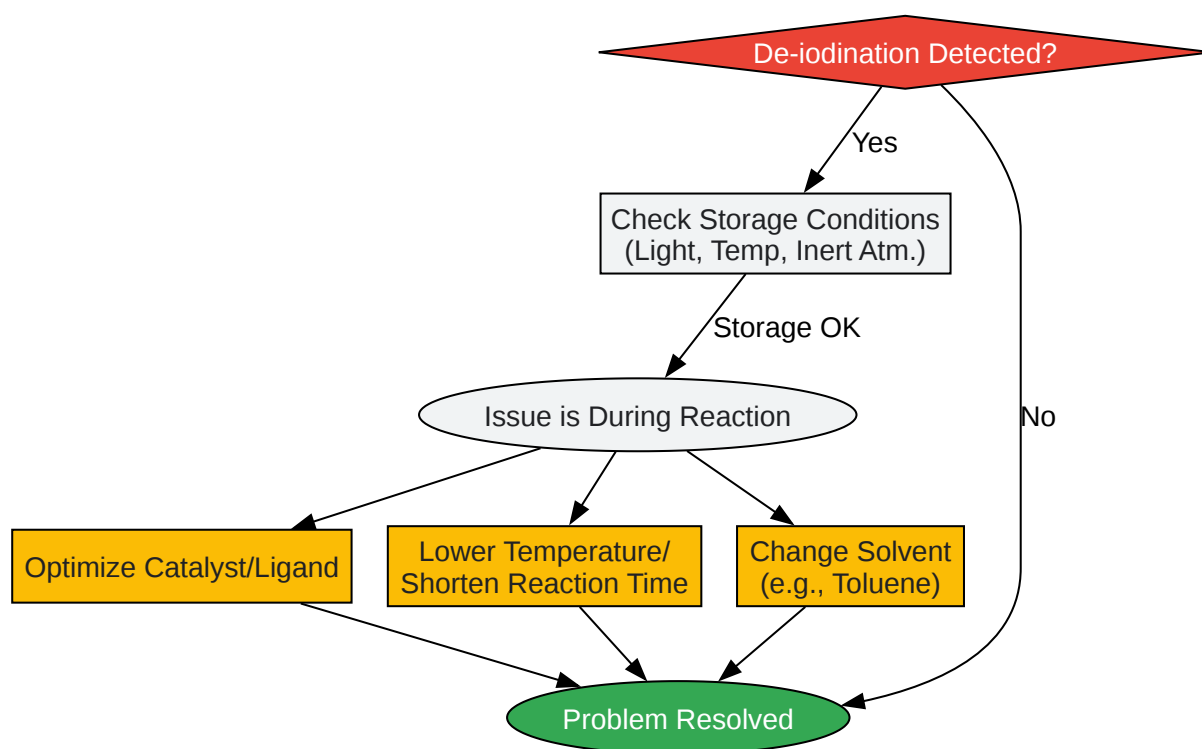 De-iodination Detected?
Yes
Check Storage Conditions
(Light, Temp, Inert Atm.)
Storage OK
Issue is During Reaction
No
Optimize Catalyst/Ligand
Lower Temperature/
Shorten Reaction Time
Change Solvent
(e.g., Toluene)
Problem Resolved